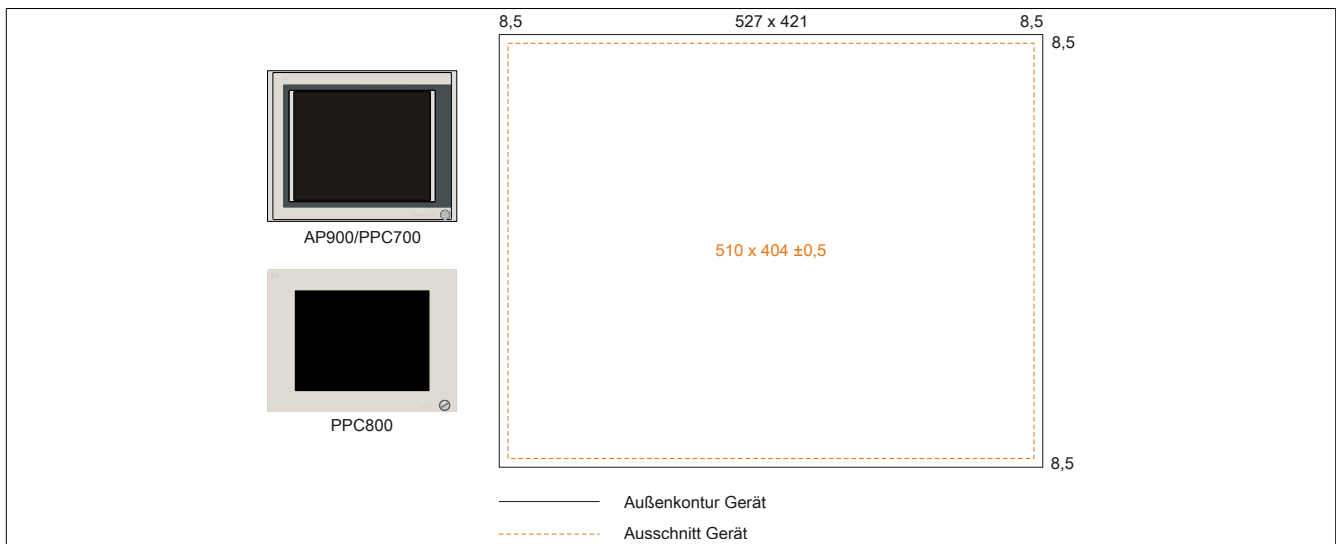 8,5 527 x 421 8,5
8,5
AP900/PPC700
510 x 404 ±0,5
PPC800
8,5
Außenkontur Gerät
Ausschnitt Gerät